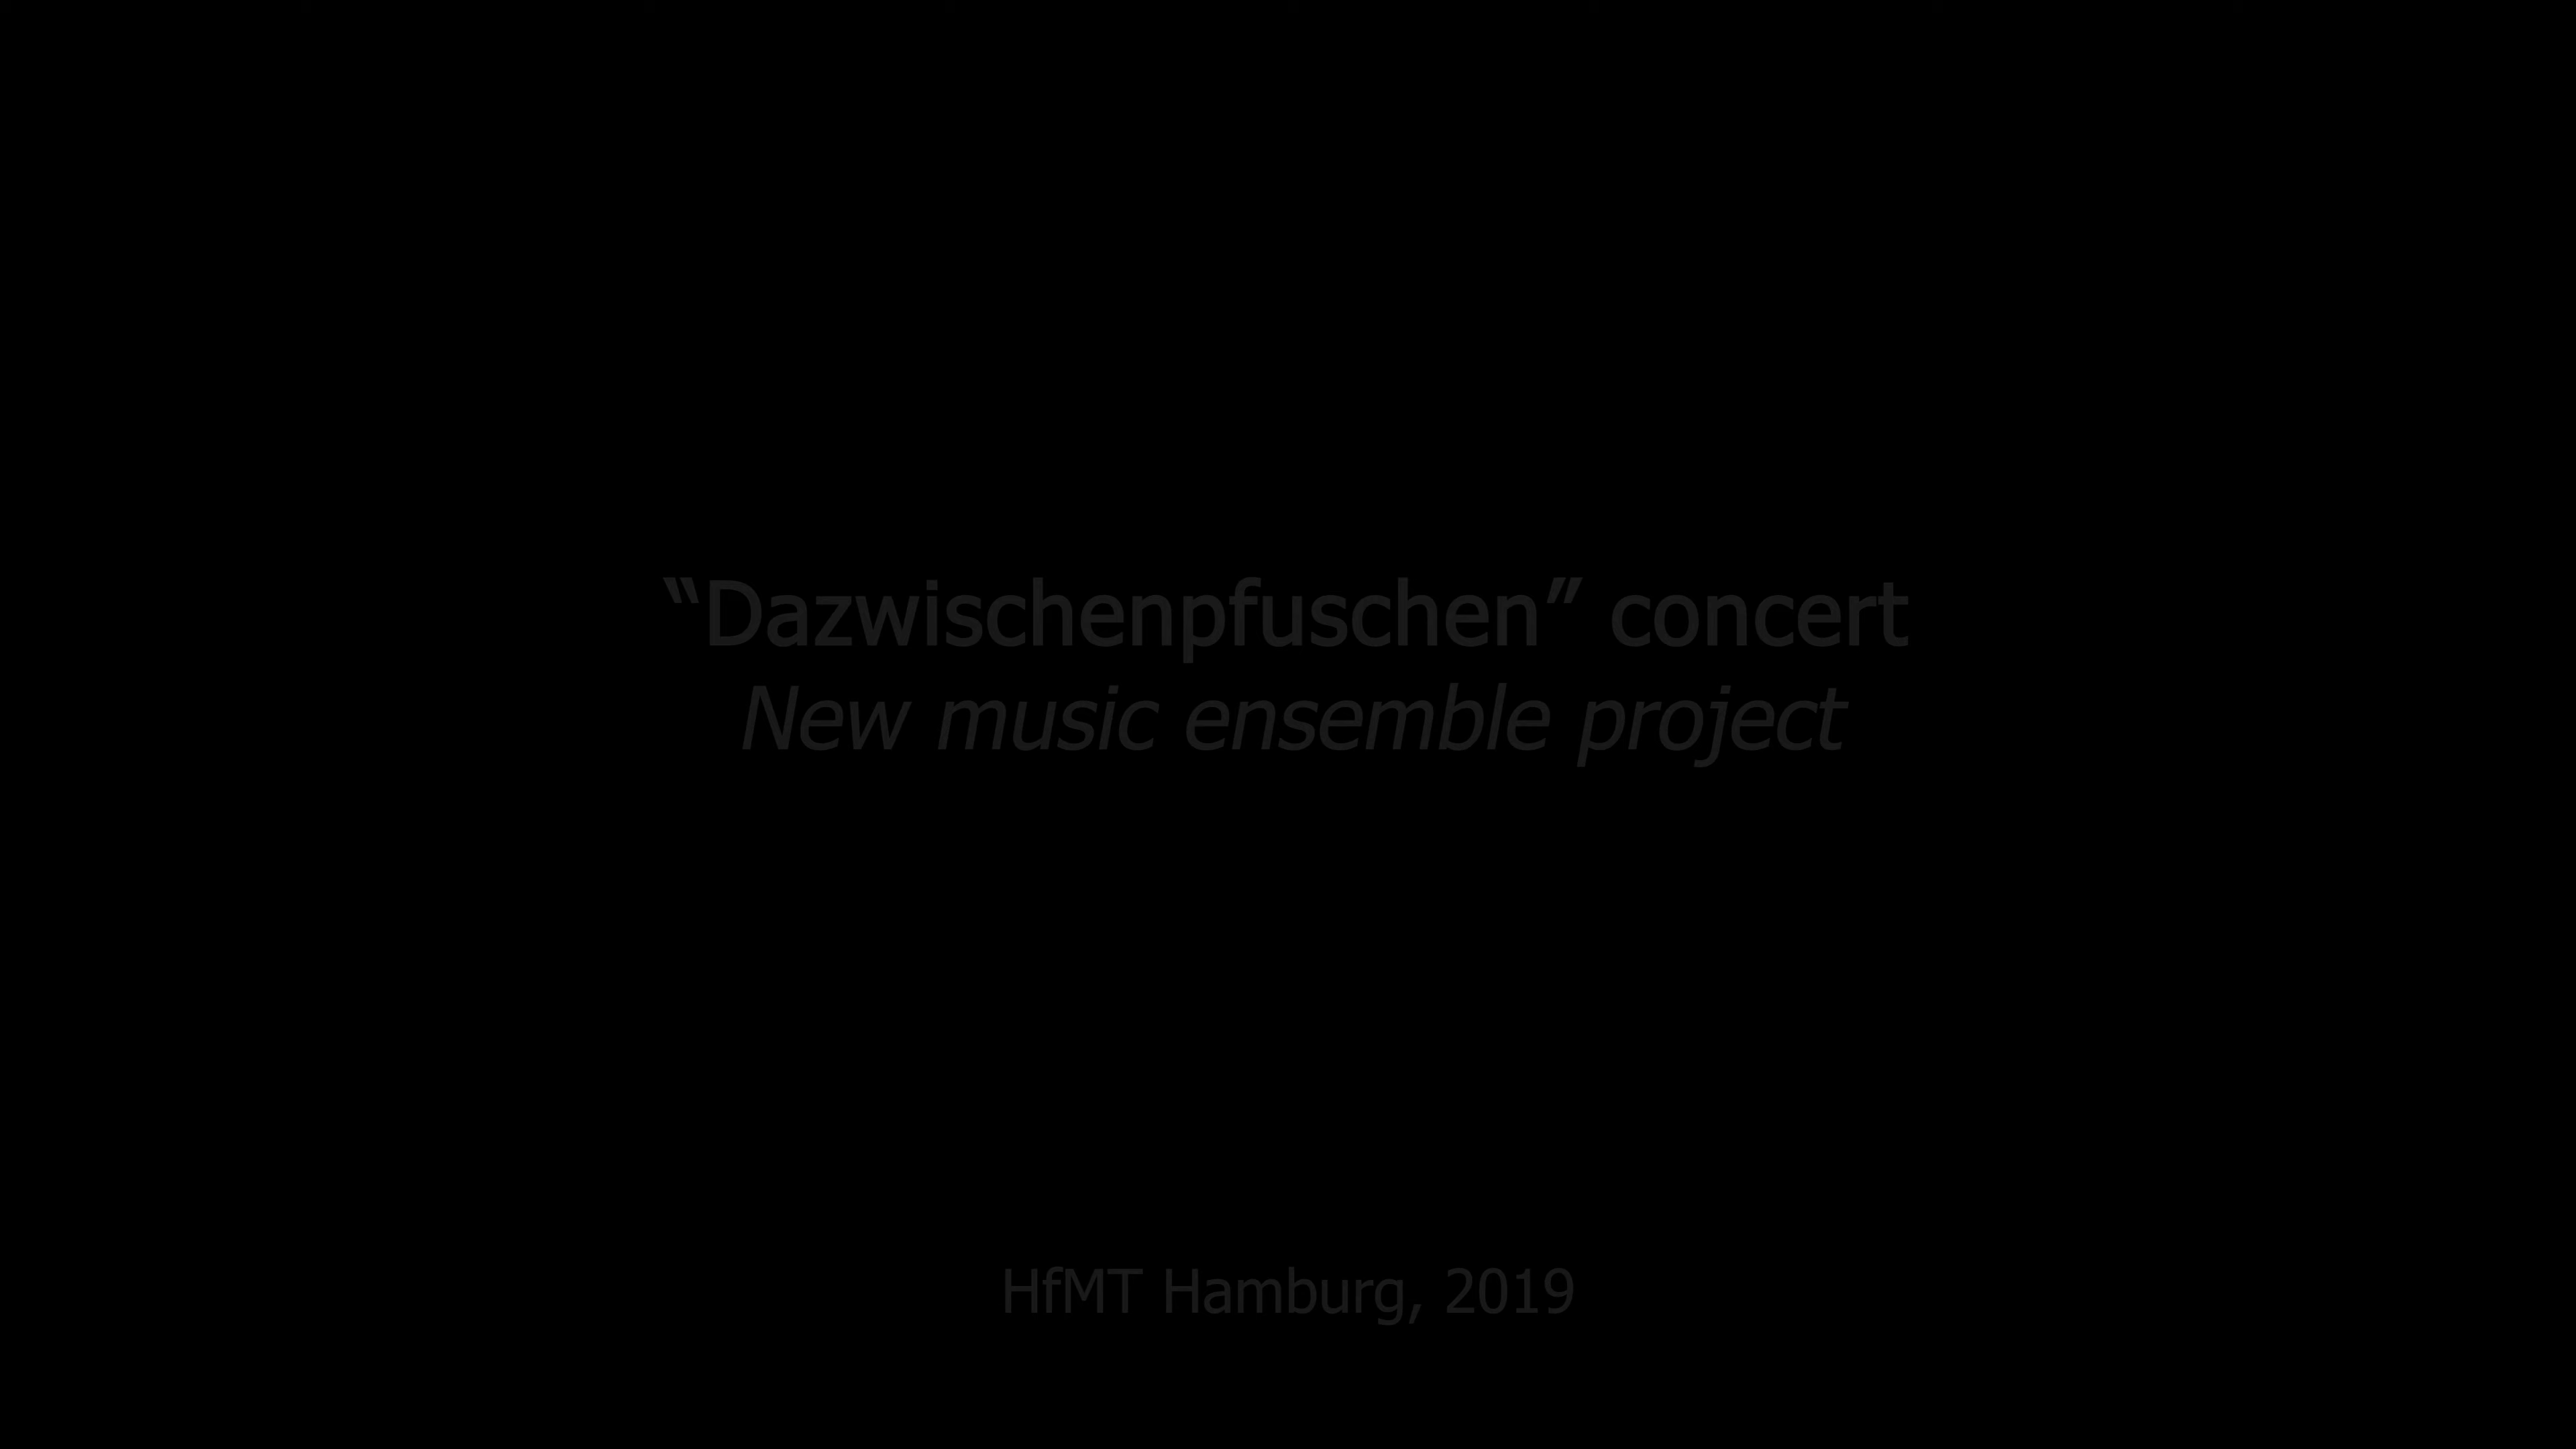 “Dazwischenpfuschen” concert
New music ensemble project
HfMT Hamburg, 2019